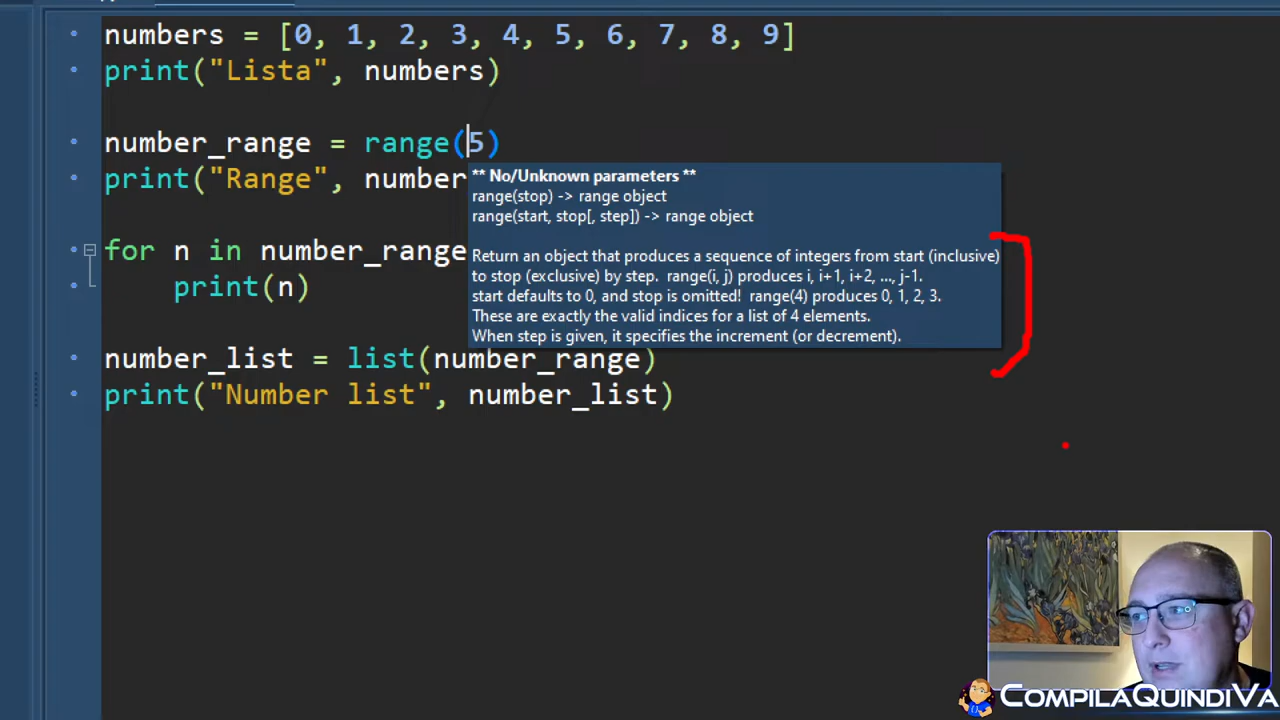 numbers = [0, 1, 2, 3, 4, 5, 6, 7, 8, 9]
print("Lista", numbers)
number_range = range(5)
print("Range", number
** No/Unknown parameters **
range(stop) -> range object
range(start, stop[, step]) -> range object
for n in number_range
Return an object that produces a sequence of integers from start (inclusive)
to stop (exclusive) by step. range(i, j) produces i, i+1, i+2, ..., j-1.
start defaults to 0, and stop is omitted! range(4) produces 0, 1, 2, 3.
These are exactly the valid indices for a list of 4 elements.
When step is given, it specifies the increment (or decrement).
print(n)
number_list = list(number_range)
print("Number list", number_list)
COMPILAQUINDIVA